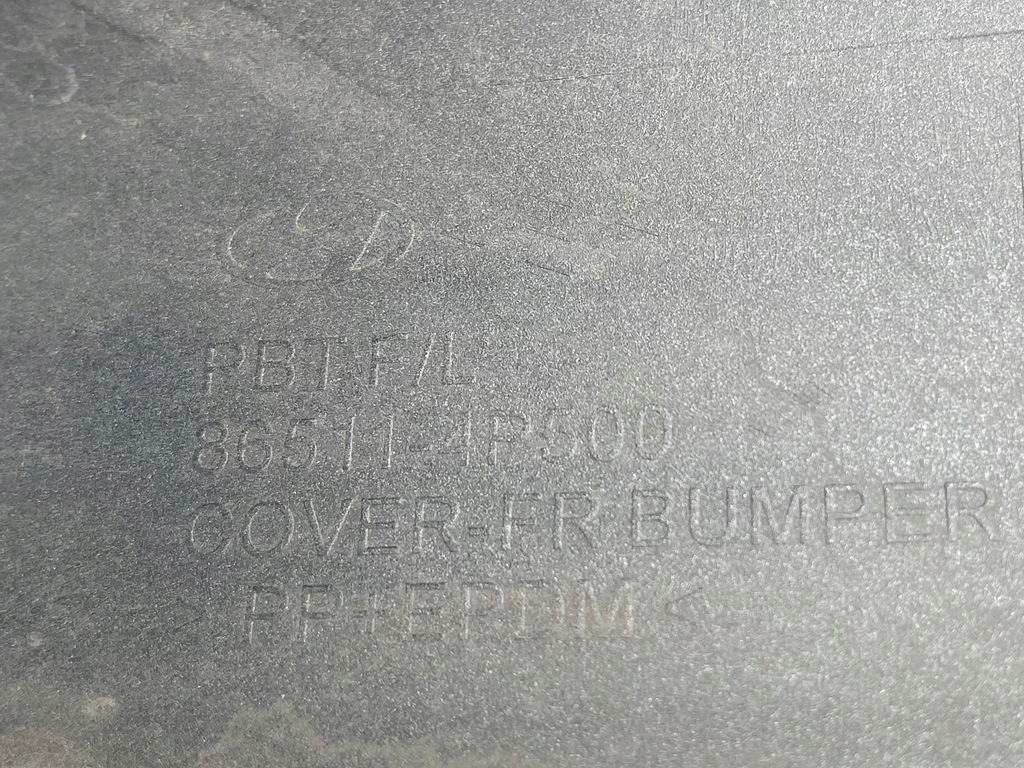 PBT F/L
86511-4P500
COVER-FR BUMPER
> PP+EPDM <